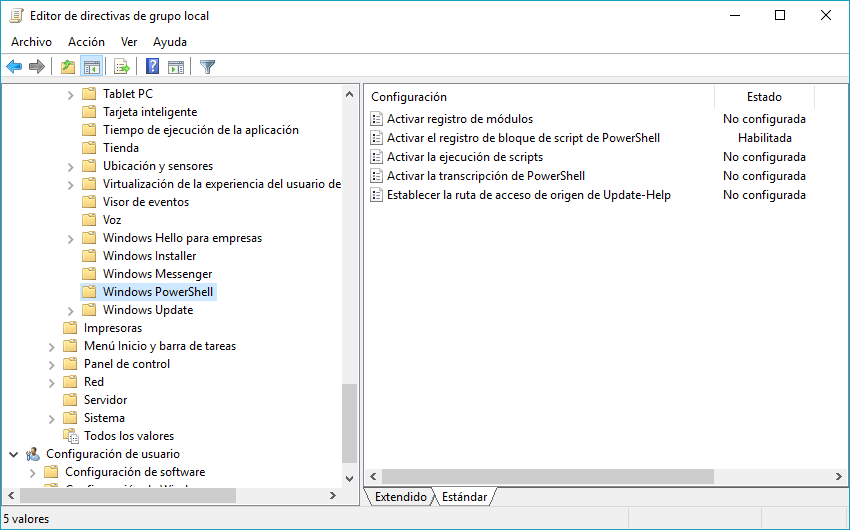 Editor de directivas de grupo local
Archivo Acción Ver Ayuda
Tablet PC
Tarjeta inteligente
Tiempo de ejecución de la aplicación
Tienda
Ubicación y sensores
Virtualización de la experiencia del usuario de
Visor de eventos
Voz
Windows Hello para empresas
Windows Installer
Windows Messenger
Windows PowerShell
Windows Update
Impresoras
Menú Inicio y barra de tareas
Panel de control
Red
Servidor
Sistema
Todos los valores
Configuración de usuario
Configuración de software
Configuración Estado
Activar registro de módulos No configurada
Activar el registro de bloque de script de PowerShell Habilitada
Activar la ejecución de scripts No configurada
Activar la transcripción de PowerShell No configurada
Establecer la ruta de acceso de origen de Update-Help No configurada
Extendido Estándar
5 valores